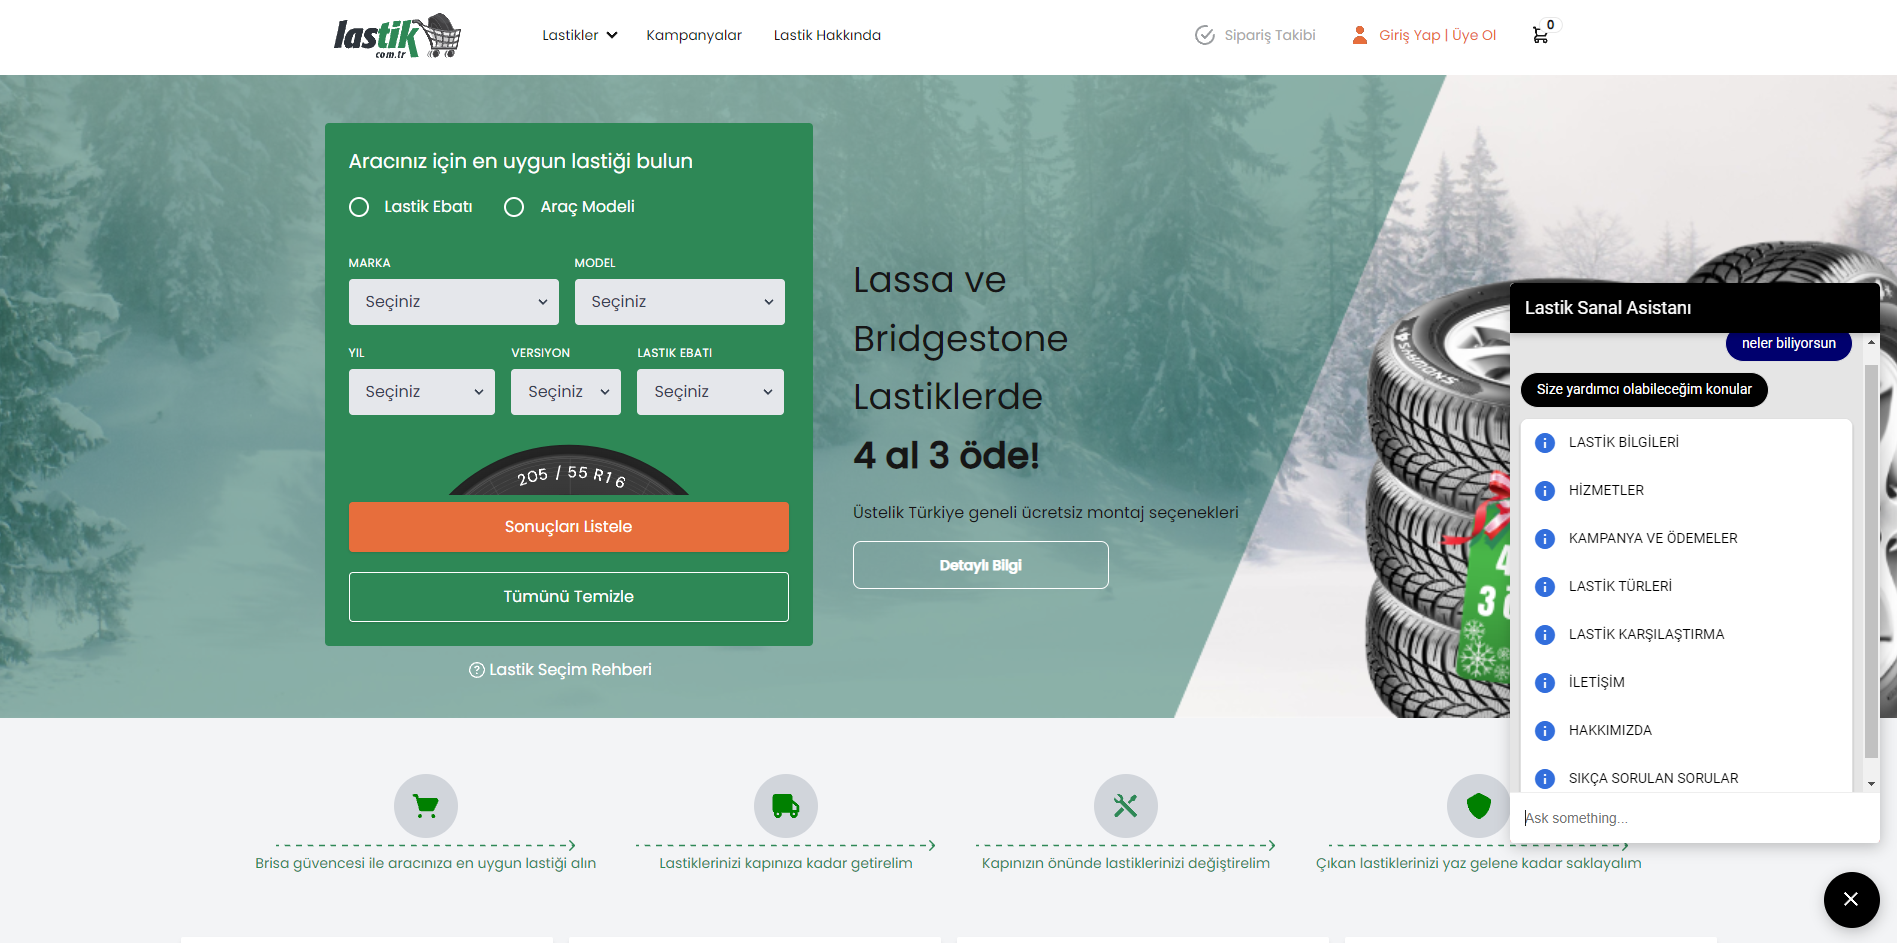 lastik
com.tr
Lastikler
Kampanyalar
Lastik Hakkında
Sipariş Takibi
Giriş Yap | Üye Ol
0
Aracınız için en uygun lastiği bulun
Lastik Ebatı
Araç Modeli
MARKA
MODEL
Seçiniz
Seçiniz
YIL
VERSIYON
LASTIK EBATI
Seçiniz
Seçiniz
Seçiniz
205 / 55 R16
Sonuçları Listele
Tümünü Temizle
Lastik Seçim Rehberi
Lassa ve
Bridgestone
Lastiklerde
4 al 3 öde!
Üstelik Türkiye geneli ücretsiz montaj seçenekleri
Detaylı Bilgi
SNOWAYS
4
3 ö
Lastik Sanal Asistanı
neler biliyorsun
Size yardımcı olabileceğim konular
LASTİK BİLGİLERİ
HİZMETLER
KAMPANYA VE ÖDEMELER
LASTİK TÜRLERİ
LASTİK KARŞILAŞTIRMA
İLETİŞİM
HAKKIMIZDA
SIKÇA SORULAN SORULAR
Ask something...
Brisa güvencesi ile aracınıza en uygun lastiği alın
Lastiklerinizi kapınıza kadar getirelim
Kapınızın önünde lastiklerinizi değiştirelim
Çıkan lastiklerinizi yaz gelene kadar saklayalım